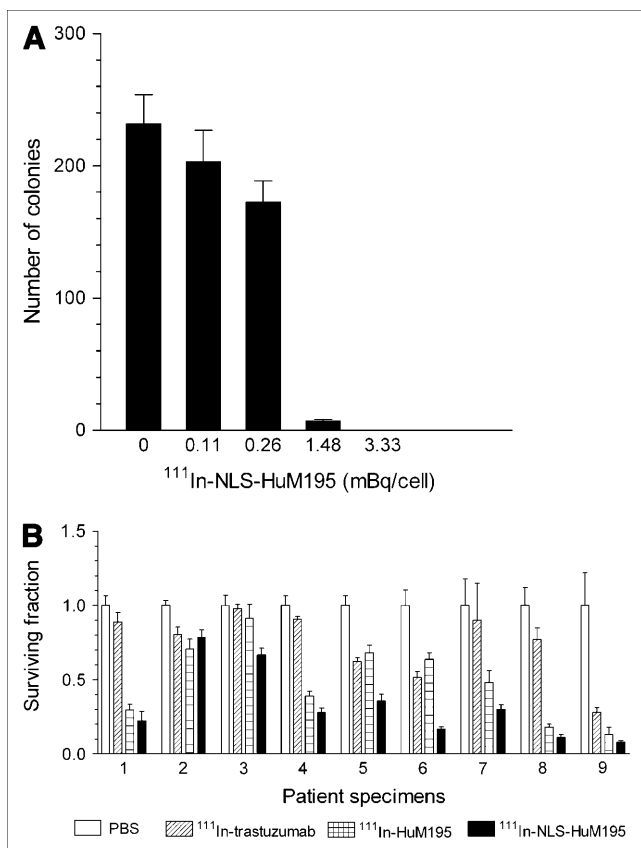 A
300
200
100
0
Number of colonies
0 0.11 0.26 1.48 3.33
¹¹¹In-NLS-HuM195 (mBq/cell)
B
1.5
1.0
0.5
0.0
Surviving fraction
1 2 3 4 5 6 7 8 9
Patient specimens
PBS ¹¹¹In-trastuzumab ¹¹¹In-HuM195 ¹¹¹In-NLS-HuM195